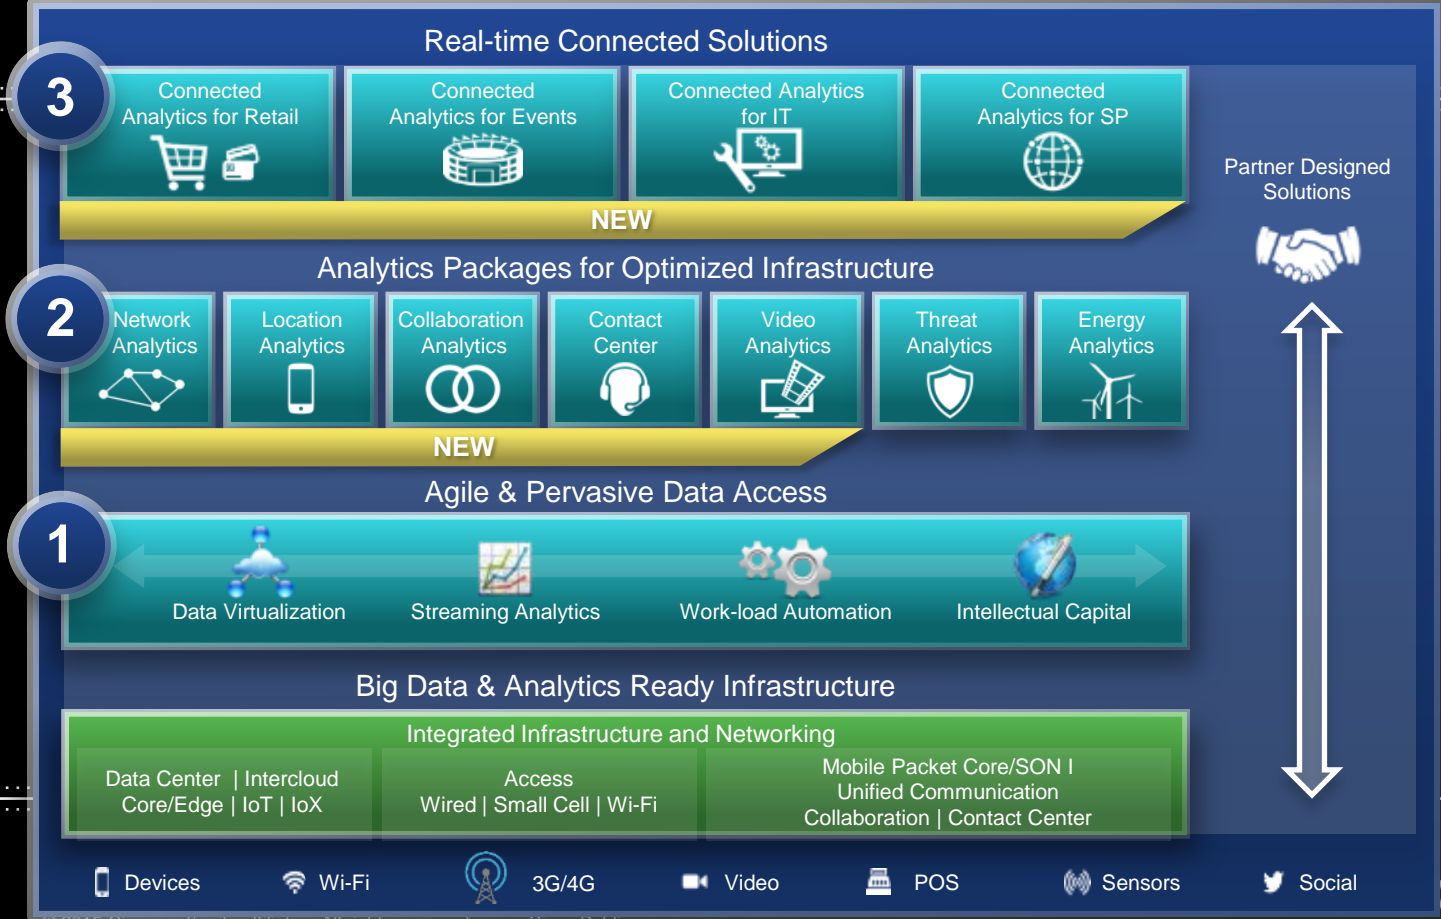 Real-time Connected Solutions
3
Connected
Analytics for Retail
Connected
Analytics for Events
Connected Analytics
for IT
Connected
Analytics for SP
NEW
Partner Designed
Solutions
Analytics Packages for Optimized Infrastructure
2
Network
Analytics
Location
Analytics
Collaboration
Analytics
Contact
Center
Video
Analytics
Threat
Analytics
Energy
Analytics
NEW
Agile & Pervasive Data Access
1
Data Virtualization
Streaming Analytics
Work-load Automation
Intellectual Capital
Big Data & Analytics Ready Infrastructure
Integrated Infrastructure and Networking
Data Center | Intercloud
Core/Edge | IoT | IoX
Access
Wired | Small Cell | Wi-Fi
Mobile Packet Core/SON I
Unified Communication
Collaboration | Contact Center
Devices
Wi-Fi
3G/4G
Video
POS
Sensors
Social